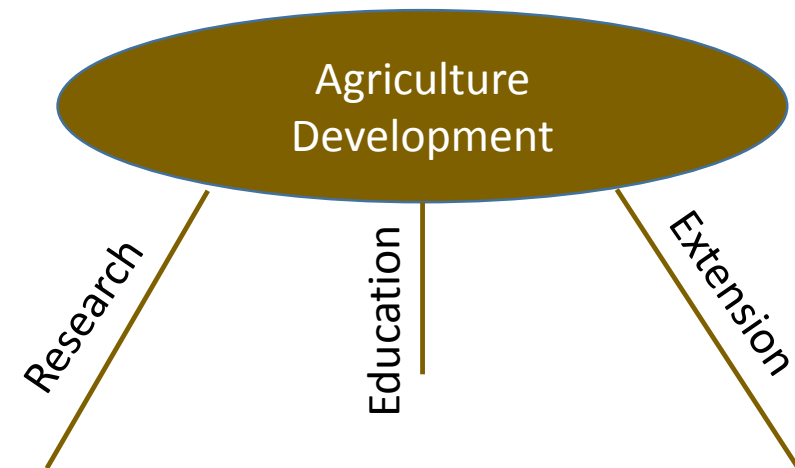 Agriculture
Development
Research
Education
Extension